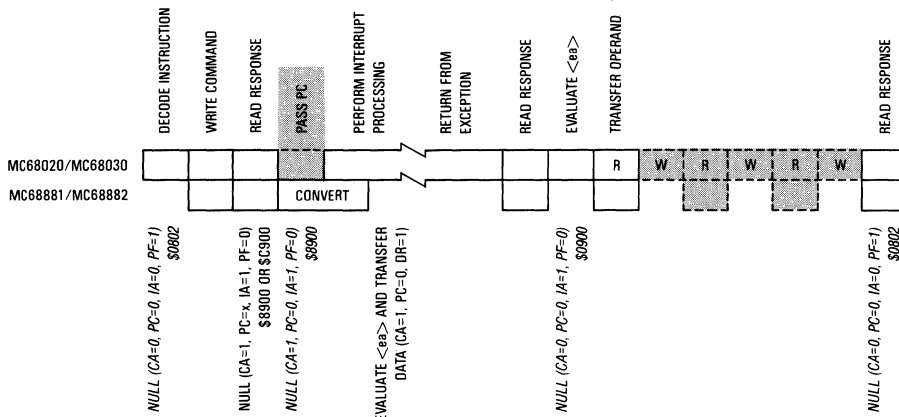 DECODE INSTRUCTION
WRITE COMMAND
READ RESPONSE
PASS PC
PERFORM INTERRUPT
PROCESSING
RETURN FROM
EXCEPTION
READ RESPONSE
EVALUATE <ea>
TRANSFER OPERAND
READ RESPONSE
MC68020/MC68030
R
W
R
W
R
W
MC68881/MC68882
CONVERT
NULL (CA=0, PC=0, IA=0, PF=1)
$0802
NULL (CA=1, PC=x, IA=1, PF=0)
$8900 OR $C900
NULL (CA=1, PC=0, IA=1, PF=0)
$8900
EVALUATE <ea> AND TRANSFER
DATA (CA=1, PC=0, DR=1)
NULL (CA=0, PC=0, IA=1, PF=0)
$0900
NULL (CA=0, PC=0, IA=0, PF=1)
$0802